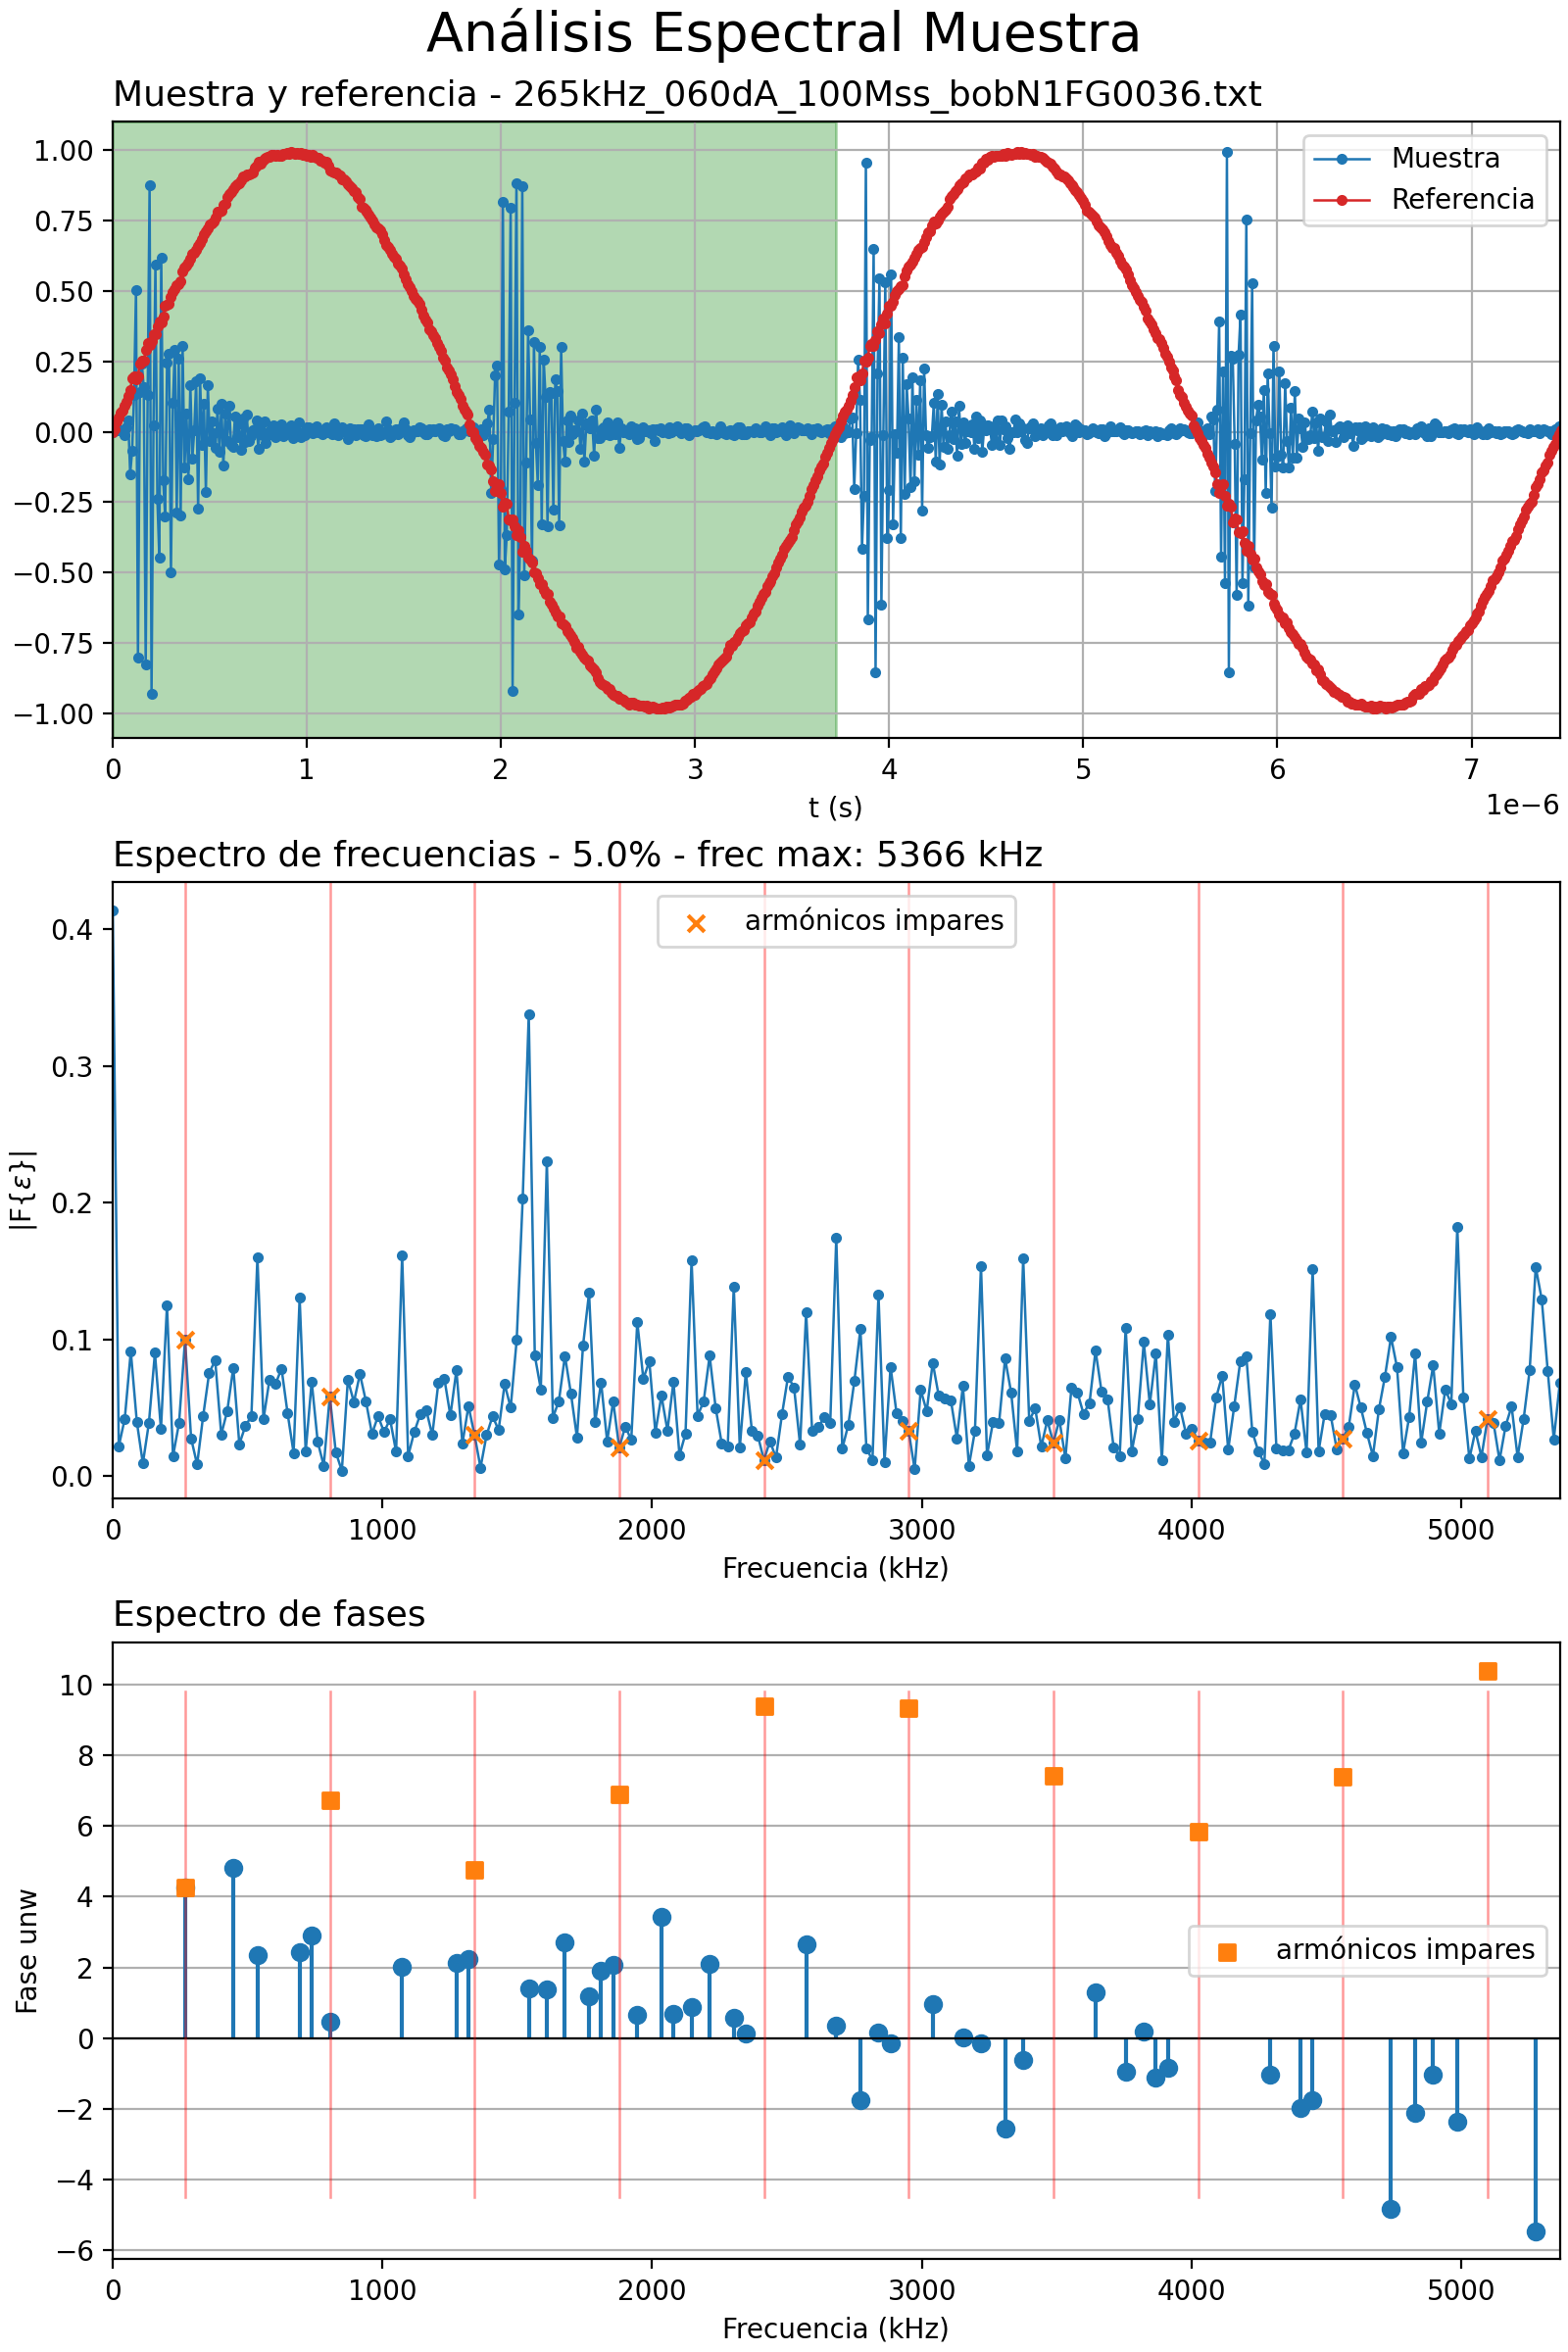 Análisis Espectral Muestra
Muestra y referencia - 265kHz_060dA_100Mss_bobN1FG0036.txt
1.00
0.75
0.50
0.25
0.00
−0.25
−0.50
−0.75
−1.00
Muestra
Referencia
0 1 2 3 4 5 6 7
t (s)
1e−6
Espectro de frecuencias - 5.0% - frec max: 5366 kHz
armónicos impares
0.4
0.3
0.2
0.1
0.0
|F{ε}|
0 1000 2000 3000 4000 5000
Frecuencia (kHz)
Espectro de fases
10
8
6
4
2
0
−2
−4
−6
Fase unw
armónicos impares
0 1000 2000 3000 4000 5000
Frecuencia (kHz)